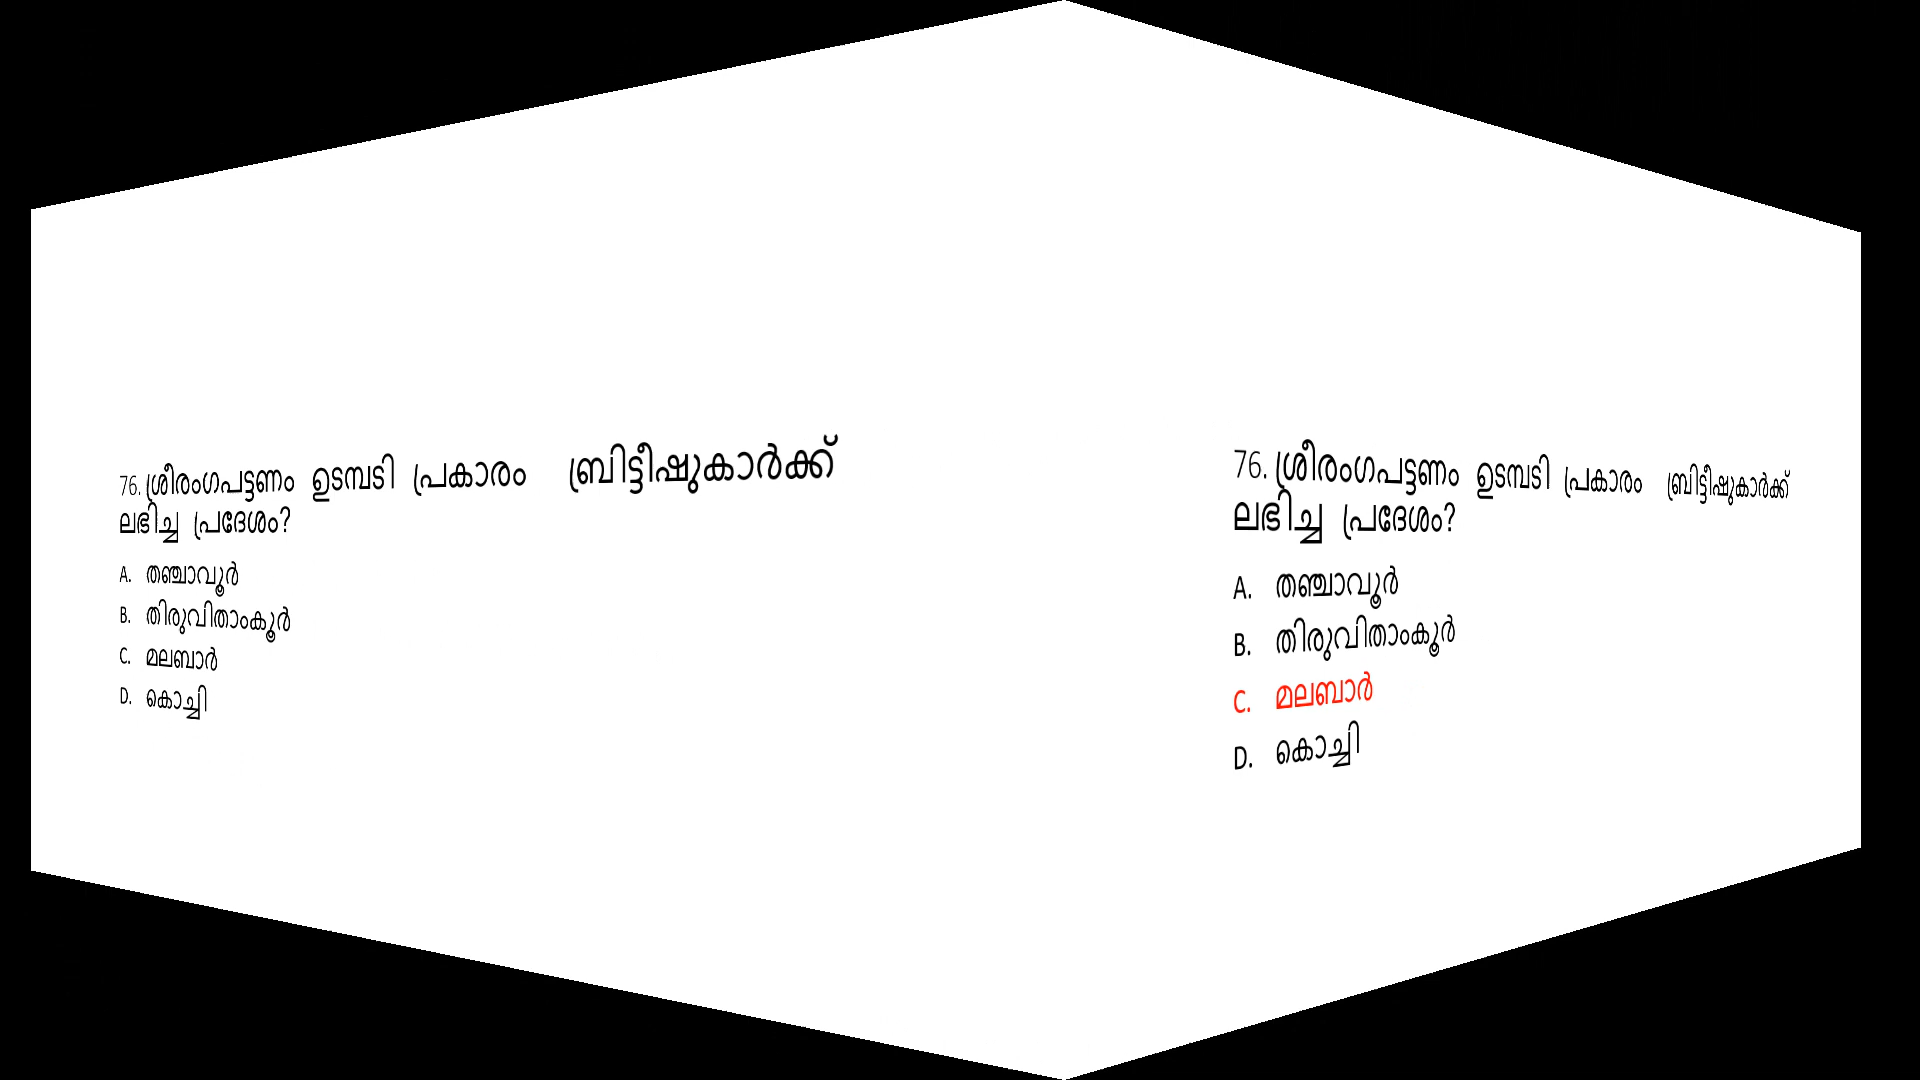 76. ശ്രീരംഗപട്ടണം ഉടമ്പടി പ്രകാരം ബ്രിട്ടീഷുകാർക്ക്
ലഭിച്ച പ്രദേശം?
A. തഞ്ചാവൂർ
B. തിരുവിതാംകൂർ
C. മലബാർ
D. കൊച്ചി
76. ശ്രീരംഗപട്ടണം ഉടമ്പടി പ്രകാരം ബ്രിട്ടീഷുകാർക്ക്
ലഭിച്ച പ്രദേശം?
A. തഞ്ചാവൂർ
B. തിരുവിതാംകൂർ
C. മലബാർ
D. കൊച്ചി